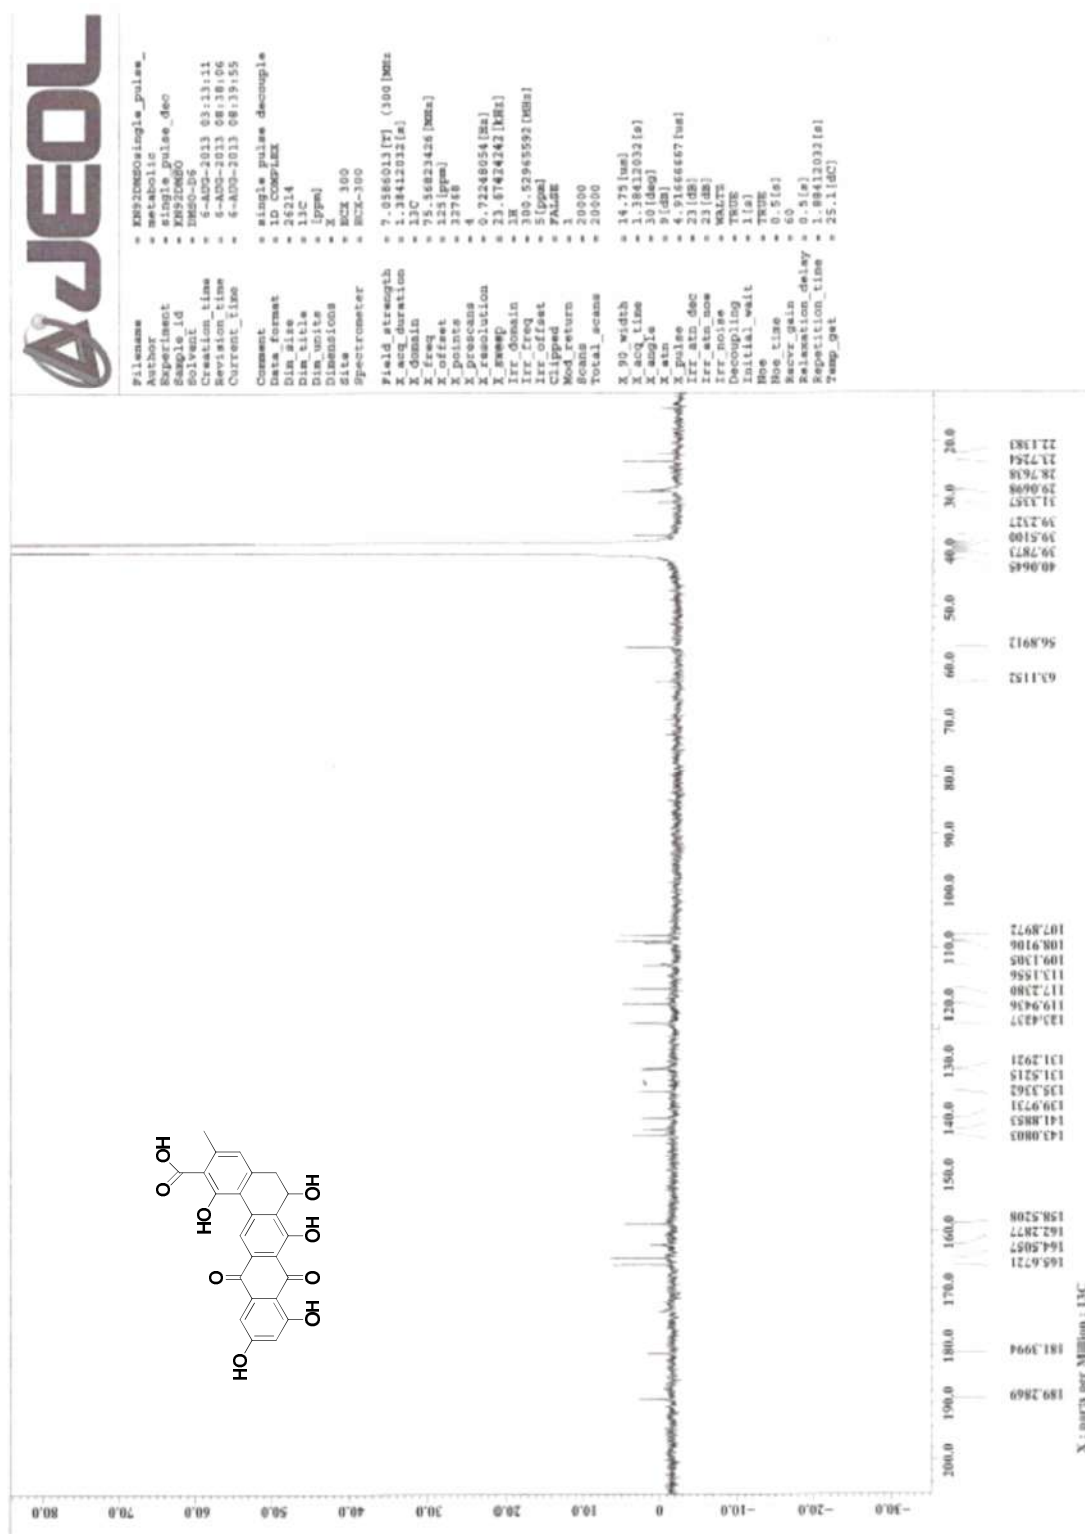 JEOL
Filename = KN92DMSOsingle_pulse_
Author = metabolic
Experiment = single_pulse_dec
Sample_id = KN92DMSO
Solvent = DMSO-D6
Creation_time = 6-AUG-2013 03:13:11
Revision_time = 6-AUG-2013 08:38:06
Current_time = 6-AUG-2013 08:39:55
Comment = single pulse decouple
Data_format = 1D COMPLEX
Dim_size = 26214
Dim_title = 13C
Dim_units = [ppm]
Dimensions = X
Site = ECX 300
Spectrometer = ECX-300
Field_strength = 7.0586013[T] (300[MHz
X_acq_duration = 1.38412032[s]
X_domain = 13C
X_freq = 75.56823426[MHz]
X_offset = 125[ppm]
X_points = 32768
X_prescans = 4
X_resolution = 0.72248054[Hz]
X_sweep = 23.67424242[kHz]
Irr_domain = 1H
Irr_freq = 300.52965592[MHz]
Irr_offset = 5[ppm]
Clipped = FALSE
Mod_return = 1
Scans = 20000
Total_scans = 20000
X_90_width = 14.75[us]
X_acq_time = 1.38412032[s]
X_angle = 30[deg]
X_atn = 9[dB]
X_pulse = 4.91666667[us]
Irr_atn_dec = 23[dB]
Irr_atn_noe = 23[dB]
Irr_noise = WALTZ
Decoupling = TRUE
Initial_wait = 1[s]
Noe = TRUE
Noe_time = 0.5[s]
Recvr_gain = 60
Relaxation_delay = 0.5[s]
Repetition_time = 1.88412032[s]
Temp_get = 25.1[dC]
80.0
70.0
60.0
50.0
40.0
30.0
20.0
10.0
0
-10.0
-20.0
-30.0
HO
HO
O
O
OH
O
OH
OH
OH
200.0 190.0 180.0 170.0 160.0 150.0 140.0 130.0 120.0 110.0 100.0 90.0 80.0 70.0 60.0 50.0 40.0 30.0 20.0
189.2869
181.3994
165.6721
164.5057
162.2877
158.5208
143.0803
141.8853
139.9731
135.3362
131.5215
131.2921
123.4237
119.9436
117.2380
113.1556
109.1305
108.9106
107.8972
63.1152
56.8912
40.0645
39.7873
39.5100
39.2327
31.3357
29.0698
28.7638
23.7254
22.1383
X : parts per Million : 13C